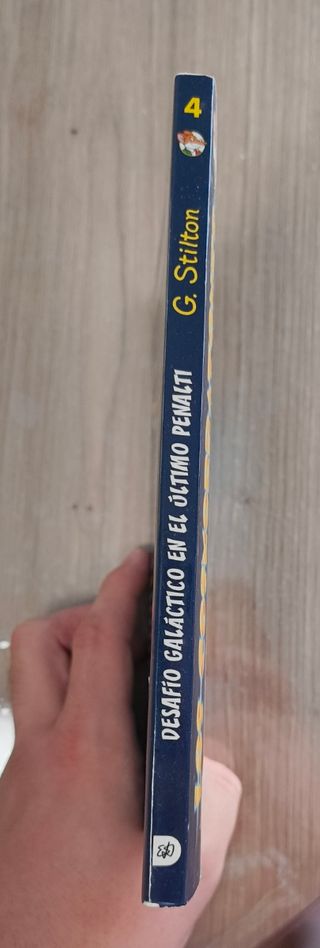 4
G. Stilton
DESAFÍO GALÁCTICO EN EL ÚLTIMO PENALTI